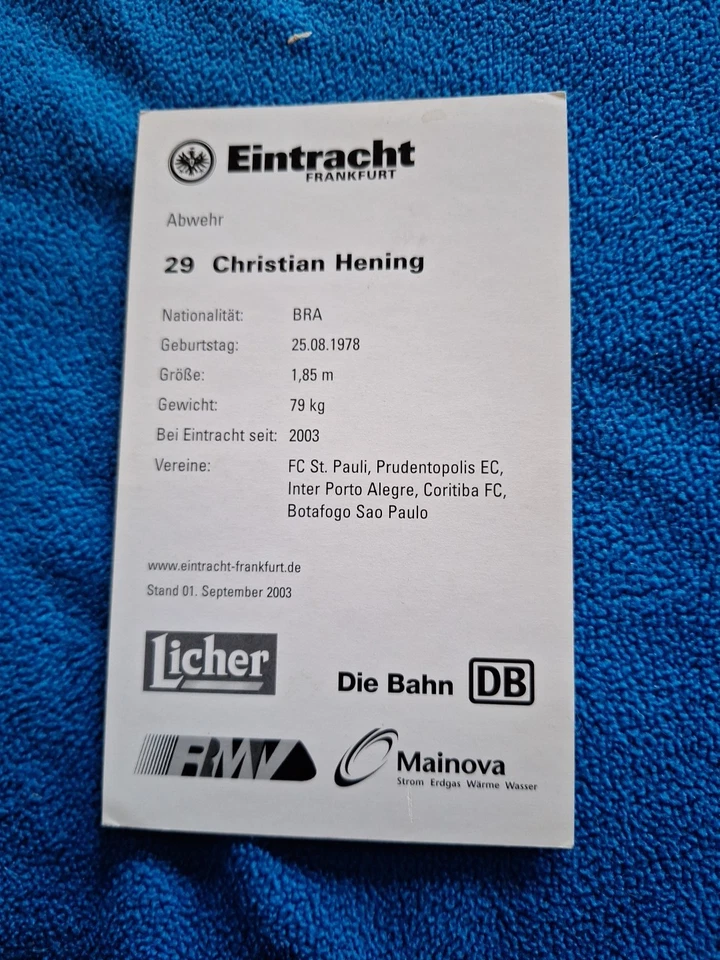 Eintracht
FRANKFURT
Abwehr
29 Christian Hening
Nationalität: BRA
Geburtstag: 25.08.1978
Größe: 1,85 m
Gewicht: 79 kg
Bei Eintracht seit: 2003
Vereine: FC St. Pauli, Prudentopolis EC,
Inter Porto Alegre, Coritiba FC,
Botafogo Sao Paulo
www.eintracht-frankfurt.de
Stand 01. September 2003
Licher
Die Bahn DB
RMV
Mainova
Strom Erdgas Wärme Wasser